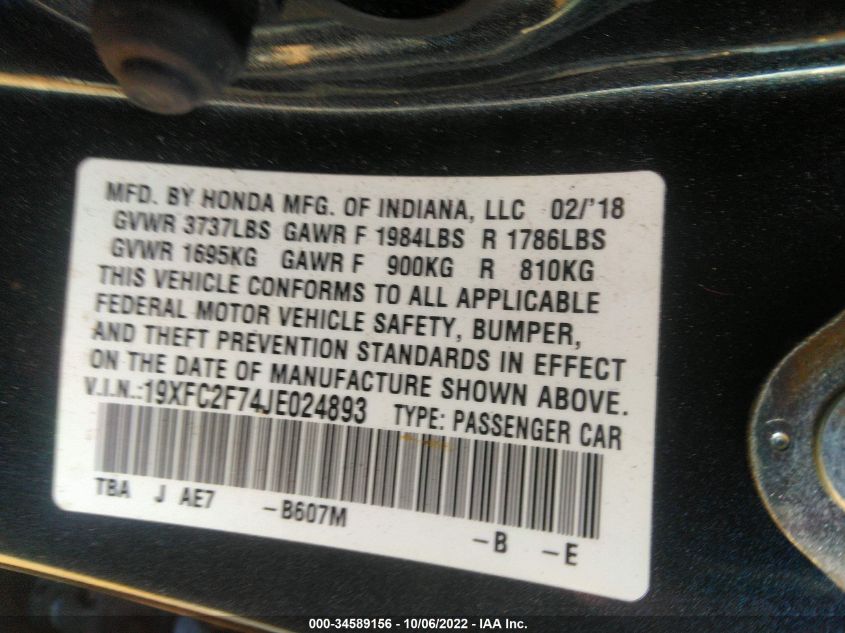 MFD. BY HONDA MFG. OF INDIANA, LLC 02/'18
GVWR 3737LBS GAWR F 1984LBS R 1786LBS
GVWR 1695KG GAWR F 900KG R 810KG
THIS VEHICLE CONFORMS TO ALL APPLICABLE
FEDERAL MOTOR VEHICLE SAFETY, BUMPER,
AND THEFT PREVENTION STANDARDS IN EFFECT
ON THE DATE OF MANUFACTURE SHOWN ABOVE.
V.I.N.:19XFC2F74JE024893 TYPE: PASSENGER CAR
TBA J AE7 -B607M -B -E
000-34589156 - 10/06/2022 - IAA Inc.